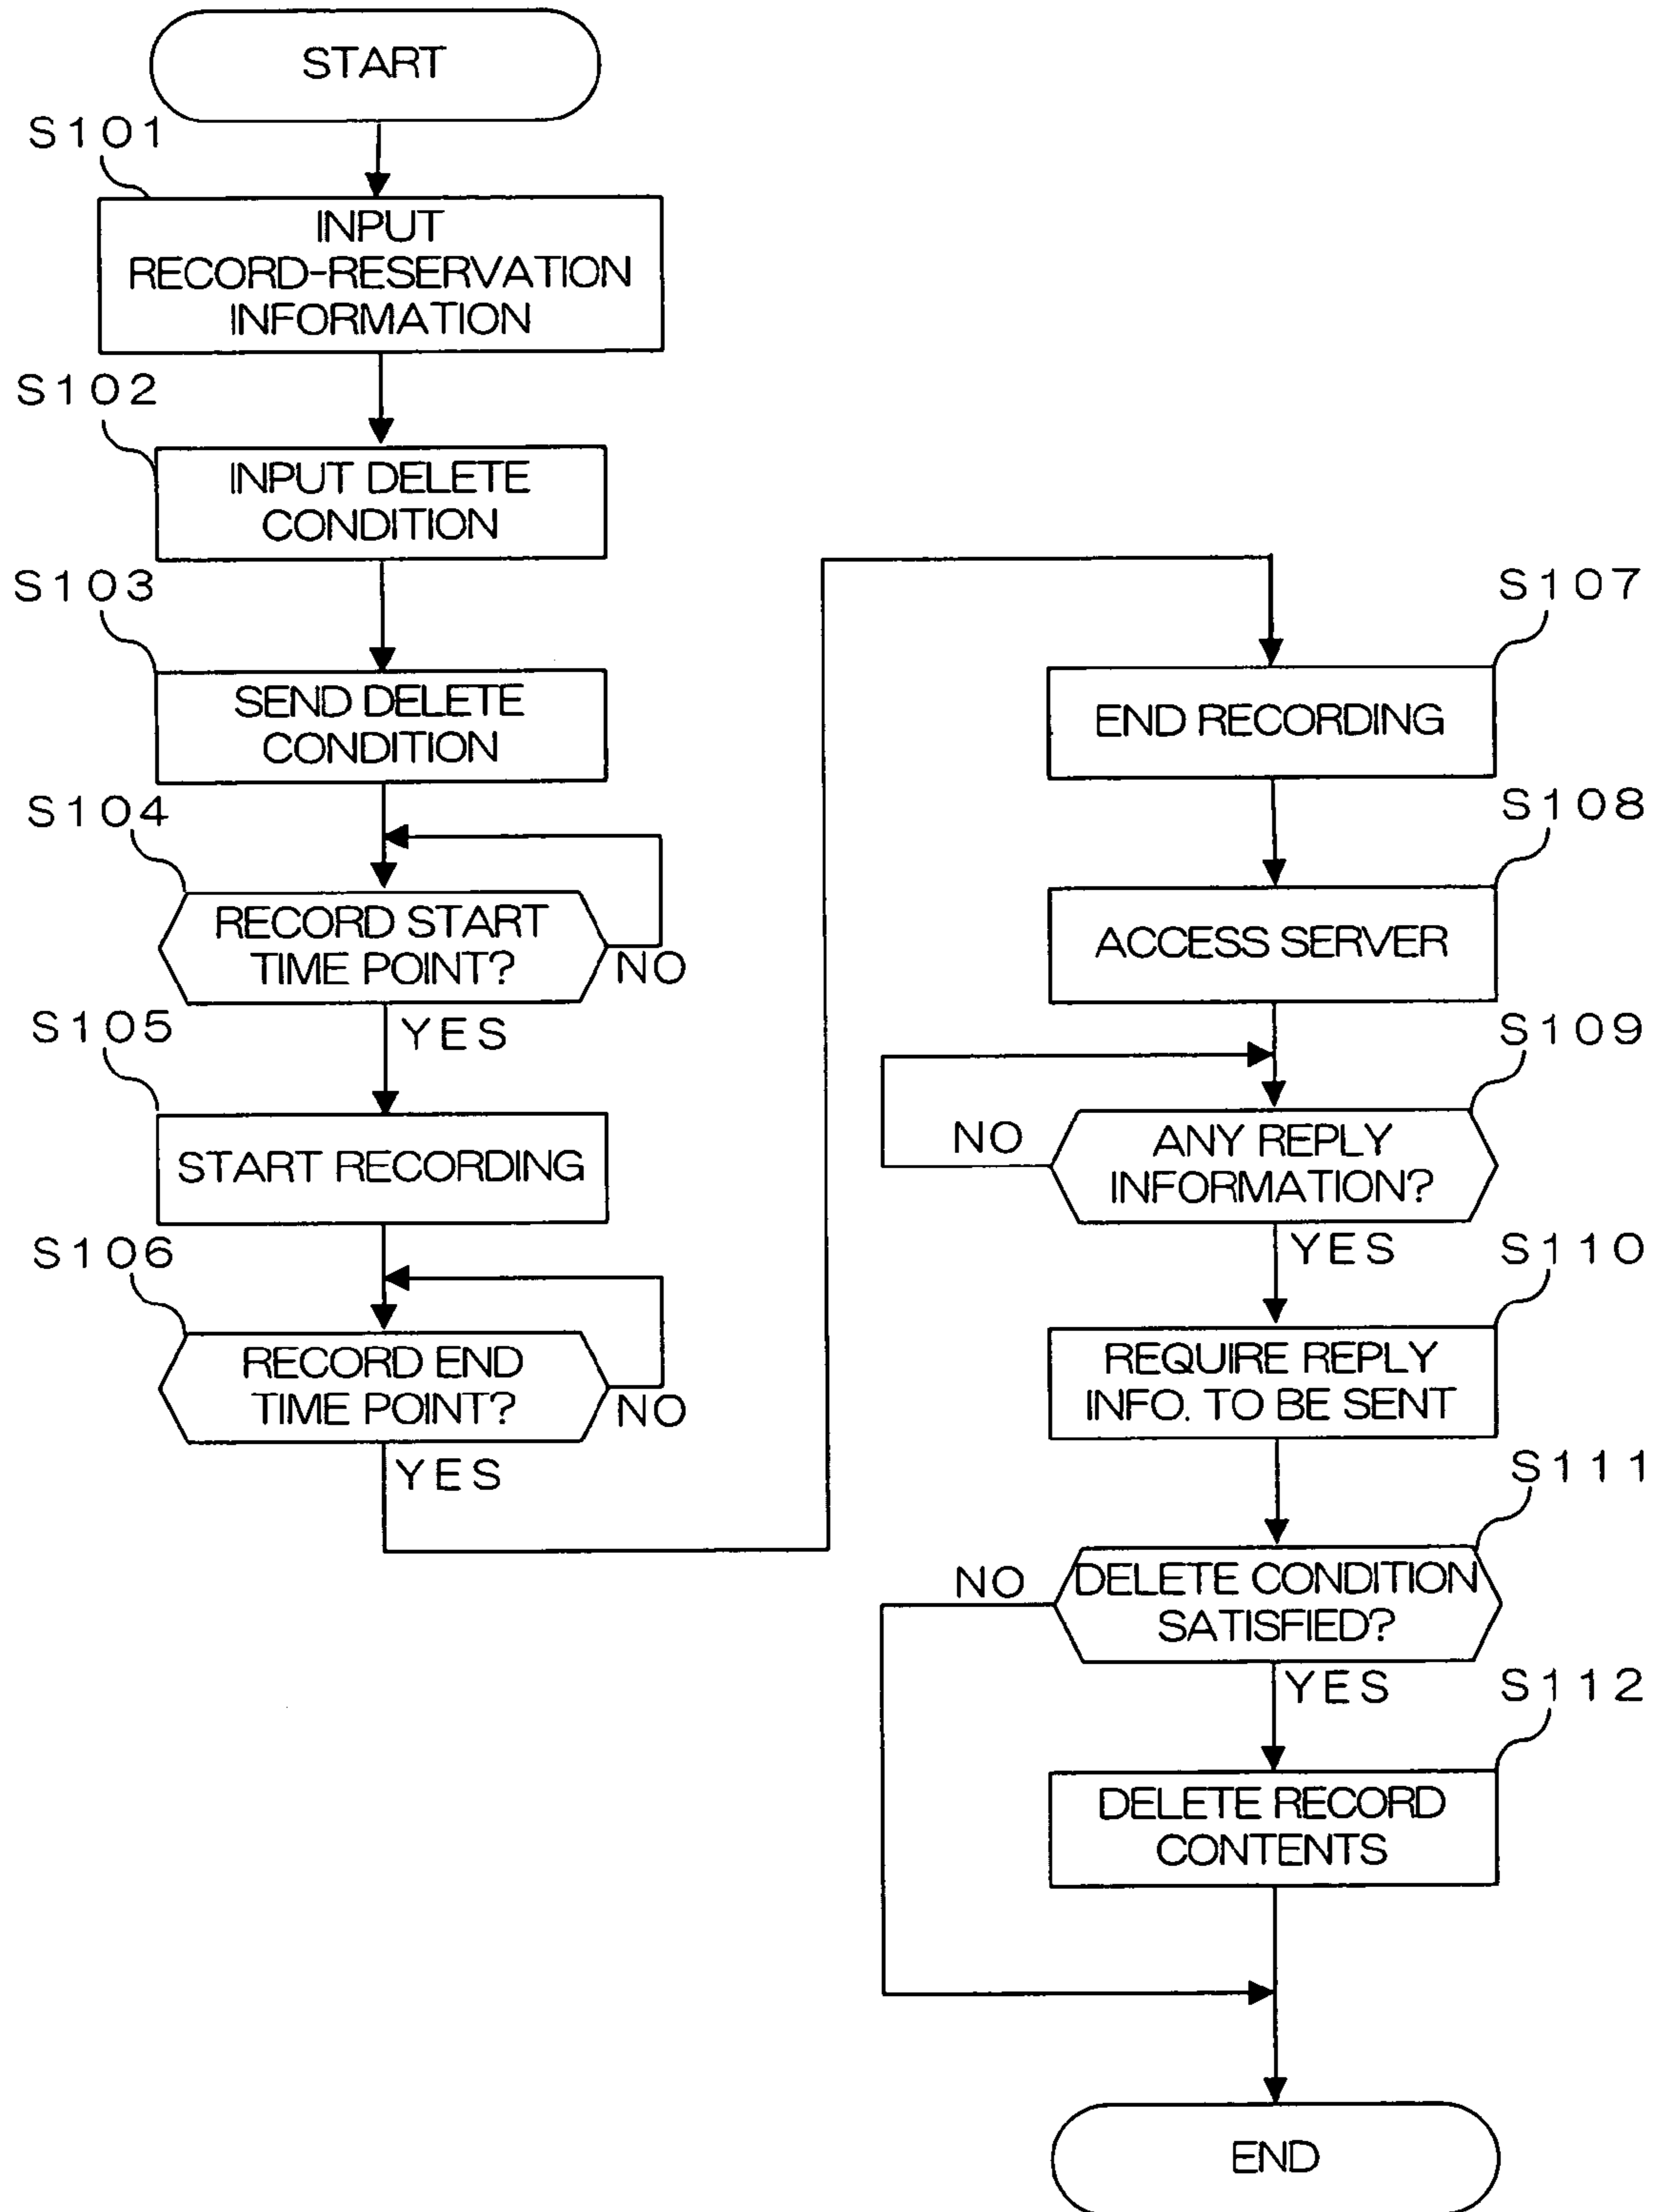 START
S101
INPUT
RECORD-RESERVATION
INFORMATION
S102
INPUT DELETE
CONDITION
S103
SEND DELETE
CONDITION
S104
RECORD START
TIME POINT?
NO
YES
S105
START RECORDING
S106
RECORD END
TIME POINT?
NO
YES
S107
END RECORDING
S108
ACCESS SERVER
S109
ANY REPLY
INFORMATION?
NO
YES
S110
REQUIRE REPLY
INFO. TO BE SENT
S111
DELETE CONDITION
SATISFIED?
NO
YES
S112
DELETE RECORD
CONTENTS
END